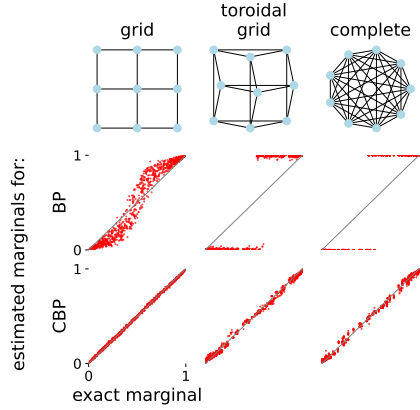 grid
toroidal
grid
complete
estimated marginals for:
BP
1
0
CBP
1
0
0
1
exact marginal